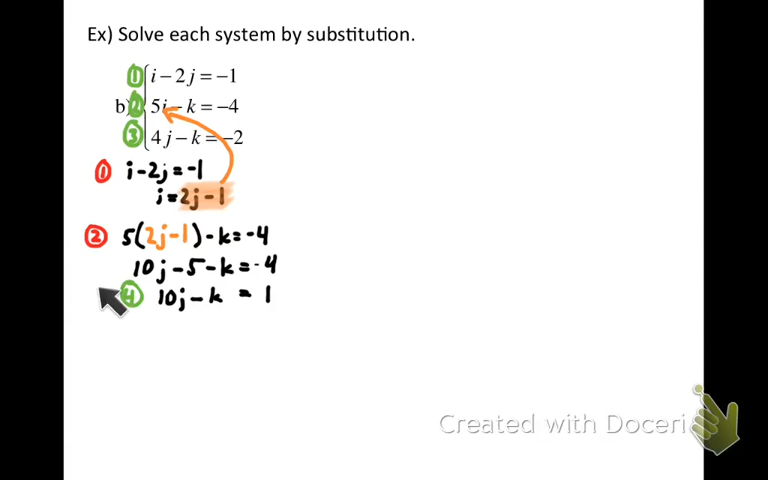 Ex) Solve each system by substitution.
① i − 2j = −1
b) ② 5i − k = −4
③ 4j − k = −2
① i - 2j = -1
i = 2j - 1
② 5(2j - 1) - k = -4
10j - 5 - k = -4
④ 10j - k = 1
Created with Doceri